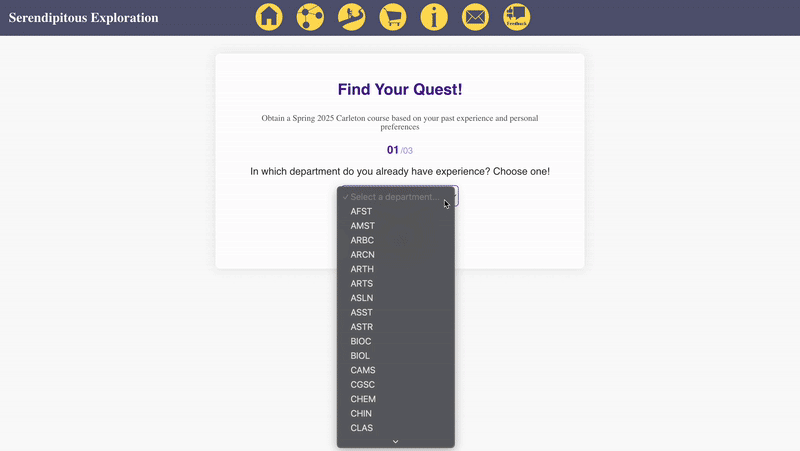 Serendipitous Exploration
Feedback
Find Your Quest!
Obtain a Spring 2025 Carleton course based on your past experience and personal
preferences
01 /03
In which department do you already have experience? Choose one!
✓ Select a department...
AFST
AMST
ARBC
ARCN
ARTH
ARTS
ASLN
ASST
ASTR
BIOC
BIOL
CAMS
CGSC
CHEM
CHIN
CLAS